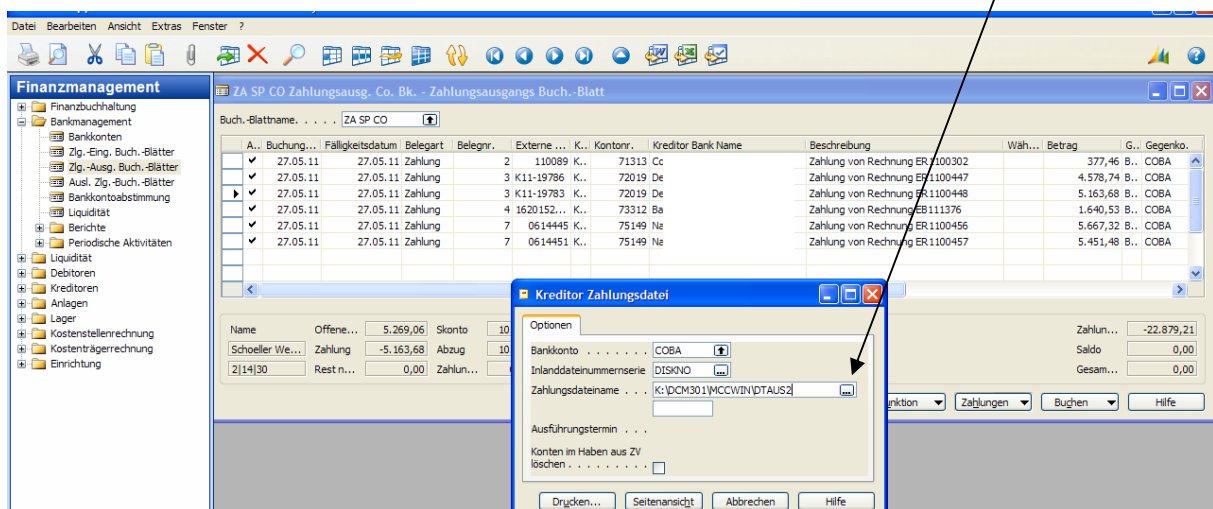 Datei Bearbeiten Ansicht Extras Fenster ?
Finanzmanagement
Finanzbuchhaltung
Bankmanagement
Bankkonten
Zlg.-Eing. Buch.-Blätter
Zlg.-Ausg. Buch.-Blätter
Ausl. Zlg.-Buch.-Blätter
Bankkontoabstimmung
Liquidität
Berichte
Periodische Aktivitäten
Liquidität
Debitoren
Kreditoren
Anlagen
Lager
Kostenstellenrechnung
Kostenträgerrechnung
Einrichtung
ZA SP CO Zahlungsausg. Co. Bk. - Zahlungsausgangs Buch.-Blatt
Buch.-Blattname. . . . . ZA SP CO
A.. Buchung... Fälligkeitsdatum Belegart Belegnr. Externe ... K.. Kontonr. Kreditor Bank Name Beschreibung Wäh... Betrag G.. Gegenko.
27.05.11 27.05.11 Zahlung 2 110089 K.. 71313 Co Zahlung von Rechnung ER1100302 377,46 B.. COBA
27.05.11 27.05.11 Zahlung 3 K11-19786 K.. 72019 De Zahlung von Rechnung ER1100447 4.578,74 B.. COBA
27.05.11 27.05.11 Zahlung 3 K11-19783 K.. 72019 De Zahlung von Rechnung ER1100448 5.163,68 B.. COBA
27.05.11 27.05.11 Zahlung 4 1620152... K.. 73312 Ba Zahlung von Rechnung EB111376 1.640,53 B.. COBA
27.05.11 27.05.11 Zahlung 7 0614445 K.. 75149 Na Zahlung von Rechnung ER1100456 5.667,32 B.. COBA
27.05.11 27.05.11 Zahlung 7 0614451 K.. 75149 Na Zahlung von Rechnung ER1100457 5.451,48 B.. COBA
Name Offene... 5.269,06 Skonto 10 Zahlun... -22.879,21
Schoeller We... Zahlung -5.163,68 Abzug 10 Saldo 0,00
2|14|30 Rest n... 0,00 Zahlun... Gesam... 0,00
Zahlungen Buchen Hilfe
Kreditor Zahlungsdatei
Optionen
Bankkonto . . . . . . . COBA
Inlanddateinummernserie DISKNO
Zahlungsdateiname . . . K:\DCM301\MCCWIN\DTAUS2
Ausführungstermin . . .
Konten im Haben aus ZV
löschen . . . . . . . . .
Drucken... Seitenansicht Abbrechen Hilfe